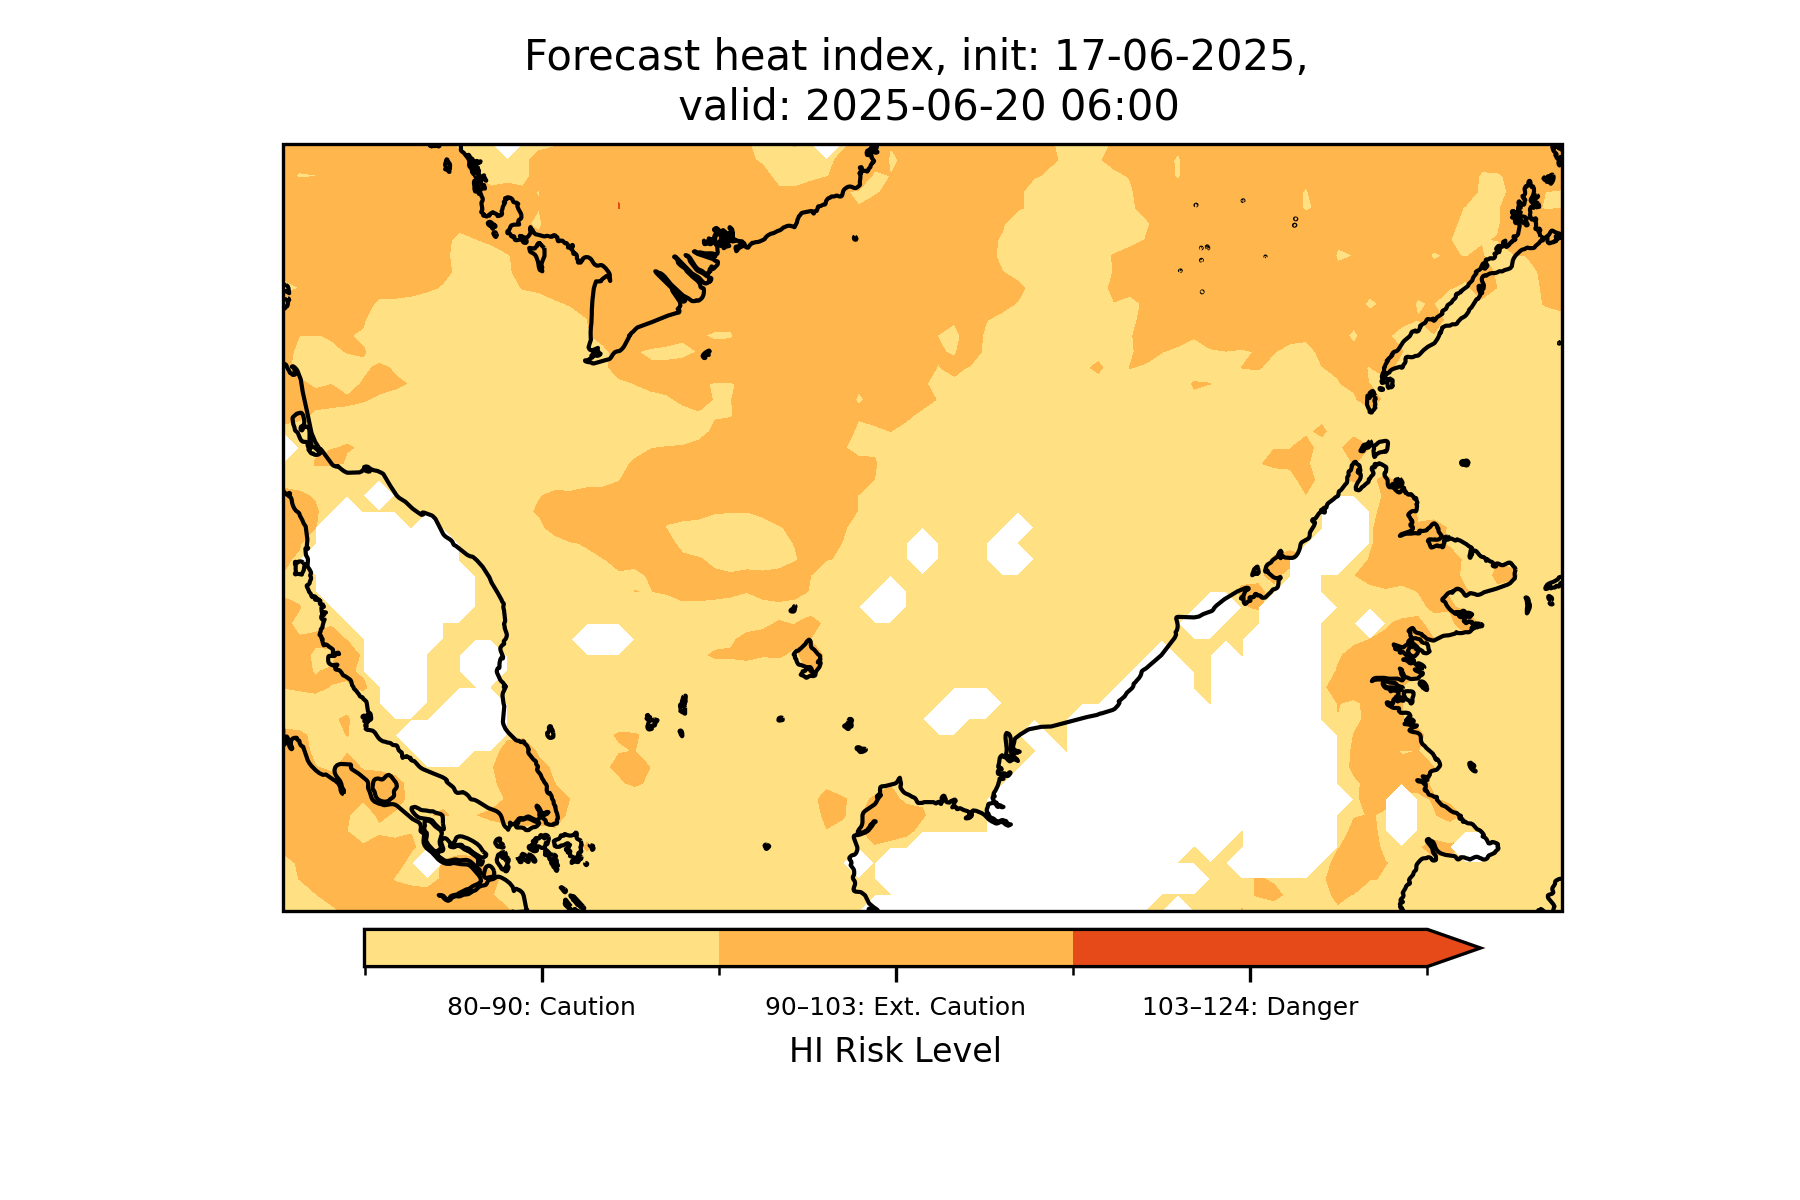 Forecast heat index, init: 17-06-2025,
valid: 2025-06-20 06:00
80–90: Caution
90–103: Ext. Caution
103–124: Danger
HI Risk Level